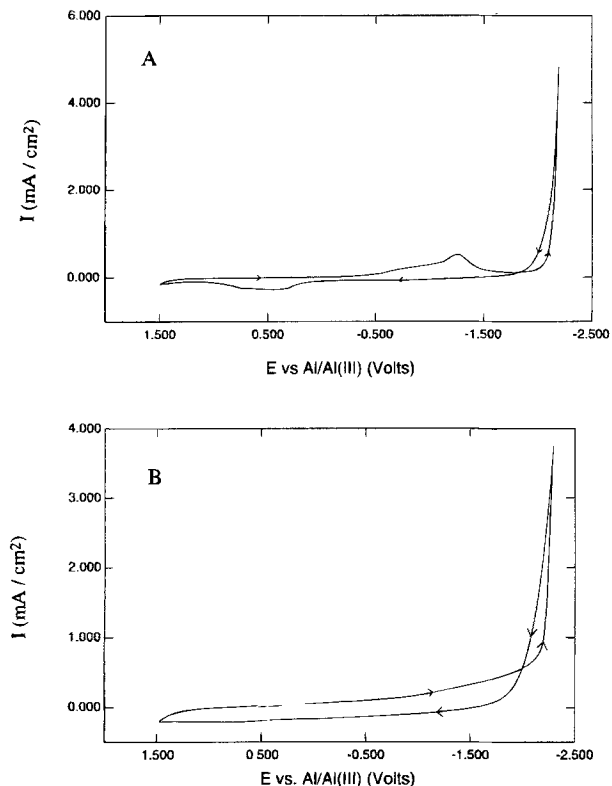 6.000
A
4.000
I (mA / cm2)
2.000
0.000
1.500 0.500 -0.500 -1.500 -2.500
E vs Al/Al(III) (Volts)
4.000
B
3.000
I (mA / cm2)
1.000
0.000
1.500 0 500 -0.500 -1.500 -2.500
E vs. Al/Al(III) (Volts)